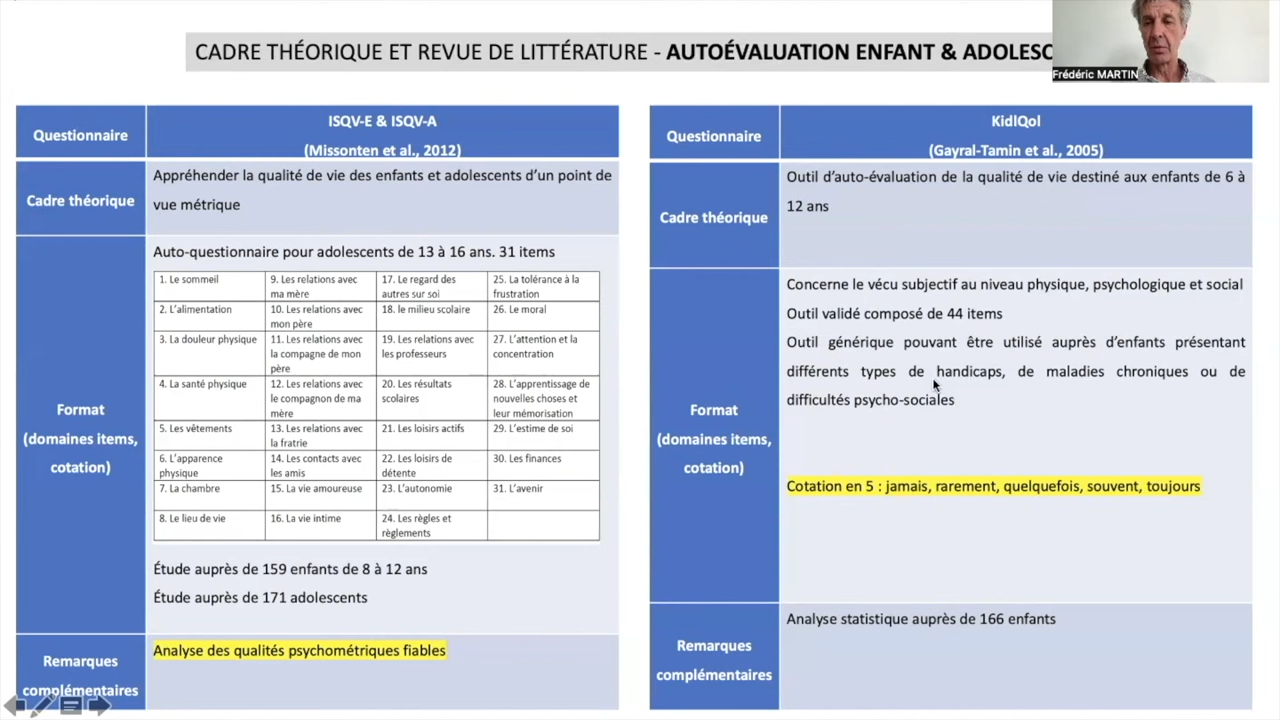 CADRE THÉORIQUE ET REVUE DE LITTÉRATURE - AUTOÉVALUATION ENFANT & ADOLESC
Frédéric MARTIN
Questionnaire
ISQV-E & ISQV-A
(Missonten et al., 2012)
Cadre théorique
Appréhender la qualité de vie des enfants et adolescents d'un point de
vue métrique
Format
(domaines items,
cotation)
Auto-questionnaire pour adolescents de 13 à 16 ans. 31 items
1. Le sommeil
9. Les relations avec
ma mère
17. Le regard des
autres sur soi
25. La tolérance à la
frustration
2. L'alimentation
10. Les relations avec
mon père
18. le milieu scolaire
26. Le moral
3. La douleur physique
11. Les relations avec
la compagne de mon
père
19. Les relations avec
les professeurs
27. L'attention et la
concentration
4. La santé physique
12. Les relations avec
le compagnon de ma
mère
20. Les résultats
scolaires
28. L'apprentissage de
nouvelles choses et
leur mémorisation
5. Les vêtements
13. Les relations avec
la fratrie
21. Les loisirs actifs
29. L'estime de soi
6. L'apparence
physique
14. Les contacts avec
les amis
22. Les loisirs de
détente
30. Les finances
7. La chambre
15. La vie amoureuse
23. L'autonomie
31. L'avenir
8. Le lieu de vie
16. La vie intime
24. Les règles et
règlements
Étude auprès de 159 enfants de 8 à 12 ans
Étude auprès de 171 adolescents
Remarques
complémentaires
Analyse des qualités psychométriques fiables
Questionnaire
KidIQol
(Gayral-Tamin et al., 2005)
Cadre théorique
Outil d'auto-évaluation de la qualité de vie destiné aux enfants de 6 à
12 ans
Format
(domaines items,
cotation)
Concerne le vécu subjectif au niveau physique, psychologique et social
Outil validé composé de 44 items
Outil générique pouvant être utilisé auprès d'enfants présentant
différents types de handicaps, de maladies chroniques ou de
difficultés psycho-sociales
Cotation en 5 : jamais, rarement, quelquefois, souvent, toujours
Remarques
complémentaires
Analyse statistique auprès de 166 enfants